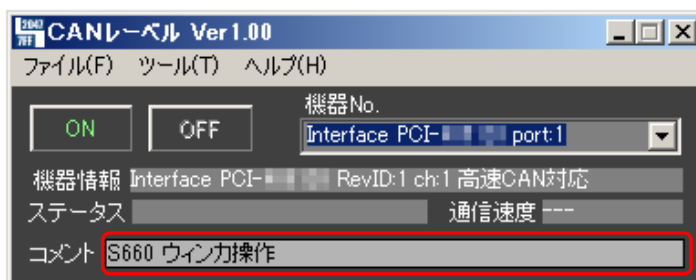 2047
7FF
CANレーベル Ver1.00
ファイル(F) ツール(T) ヘルプ(H)
機器No.
ON OFF Interface PCI- port:1
機器情報 Interface PCI- RevID:1 ch:1 高速CAN対応
ステータス 通信速度 ---
コメント S660 ウィンカ操作